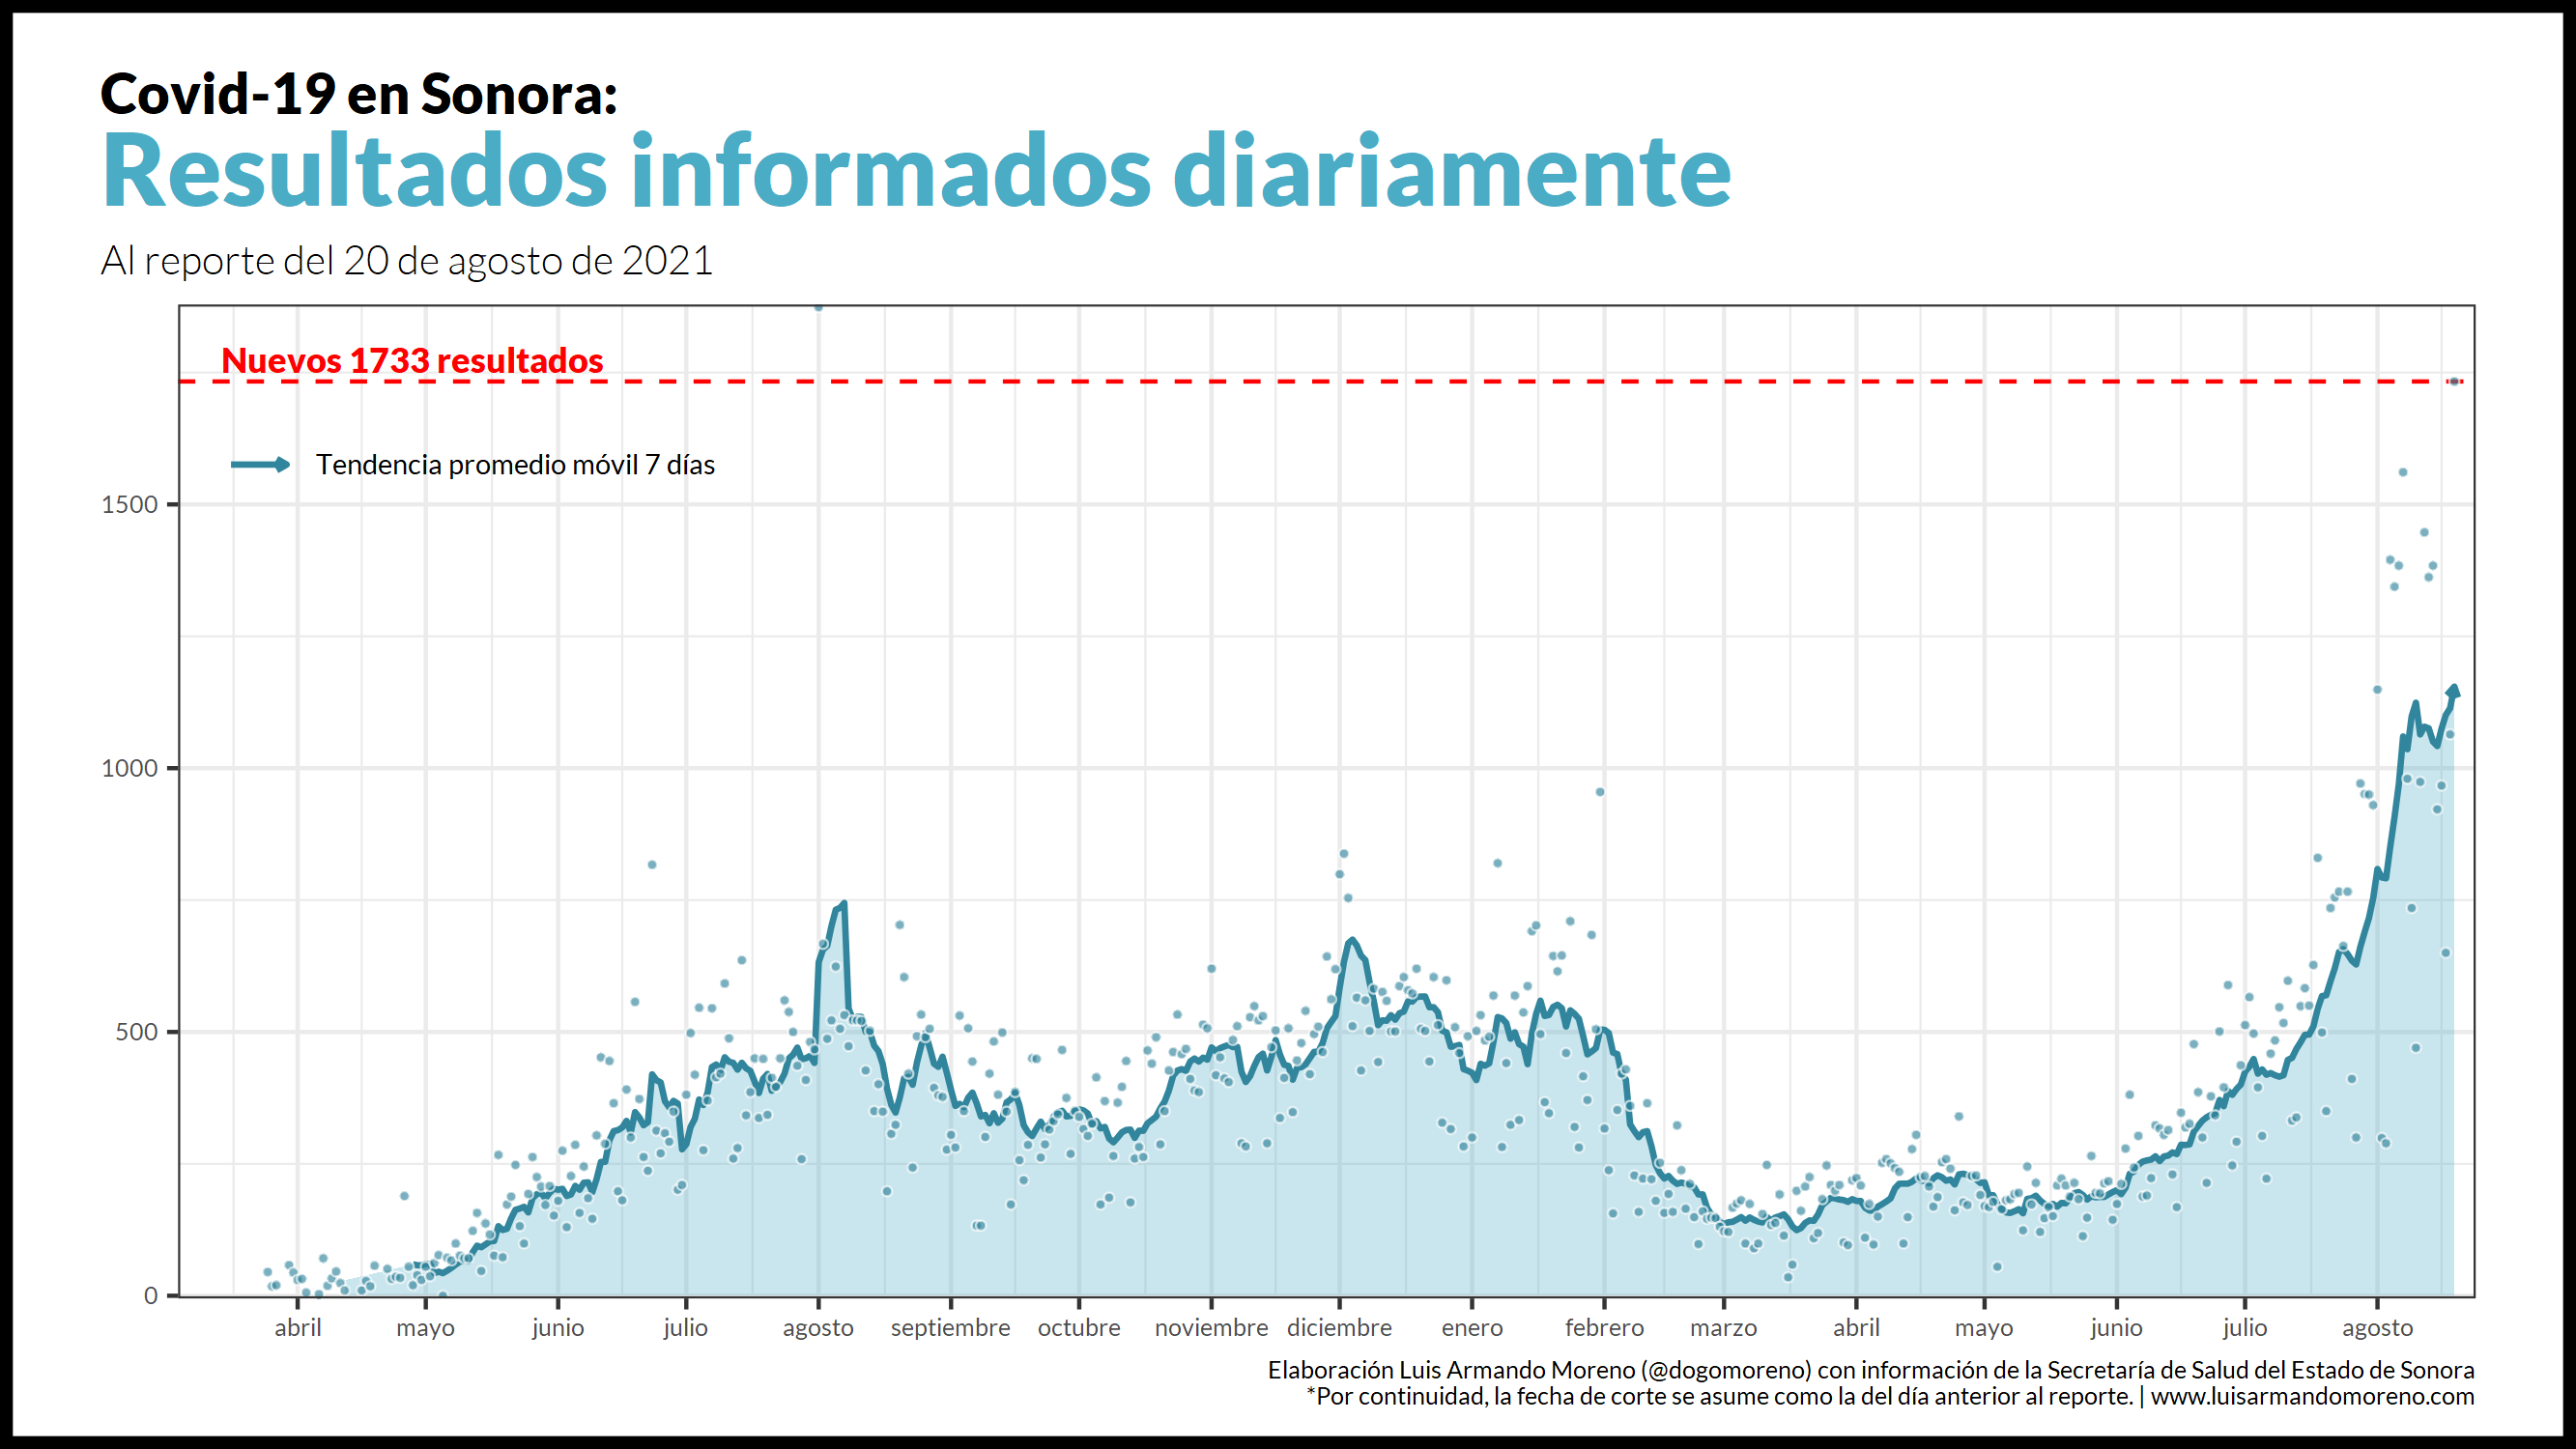 Covid-19 en Sonora:
Resultados informados diariamente
Al reporte del 20 de agosto de 2021
Nuevos 1733 resultados
Tendencia promedio móvil 7 días
1500
1000
500
0
abril mayo junio julio agosto septiembre octubre noviembre diciembre enero febrero marzo abril mayo junio julio agosto
Elaboración Luis Armando Moreno (@dogomoreno) con información de la Secretaría de Salud del Estado de Sonora
*Por continuidad, la fecha de corte se asume como la del día anterior al reporte. | www.luisarmandomoreno.com